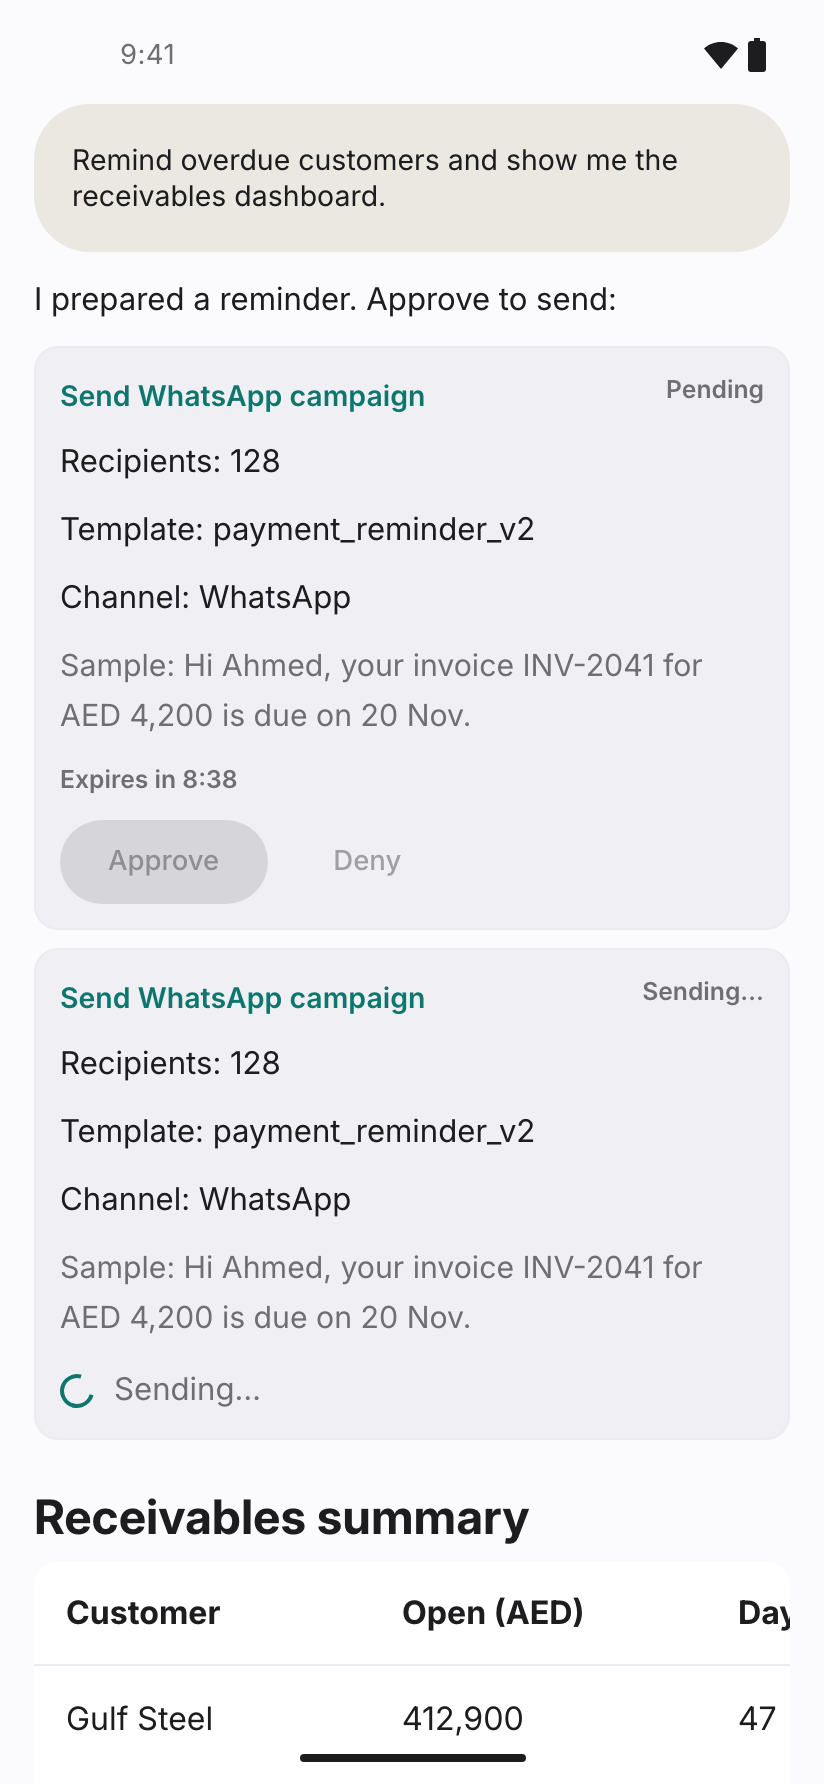 9:41
Remind overdue customers and show me the
receivables dashboard.
I prepared a reminder. Approve to send:
Send WhatsApp campaign
Pending
Recipients: 128
Template: payment_reminder_v2
Channel: WhatsApp
Sample: Hi Ahmed, your invoice INV-2041 for
AED 4,200 is due on 20 Nov.
Expires in 8:38
Approve
Deny
Send WhatsApp campaign
Sending...
Recipients: 128
Template: payment_reminder_v2
Channel: WhatsApp
Sample: Hi Ahmed, your invoice INV-2041 for
AED 4,200 is due on 20 Nov.
Sending...
Receivables summary
Customer Open (AED) Day
Gulf Steel 412,900 47